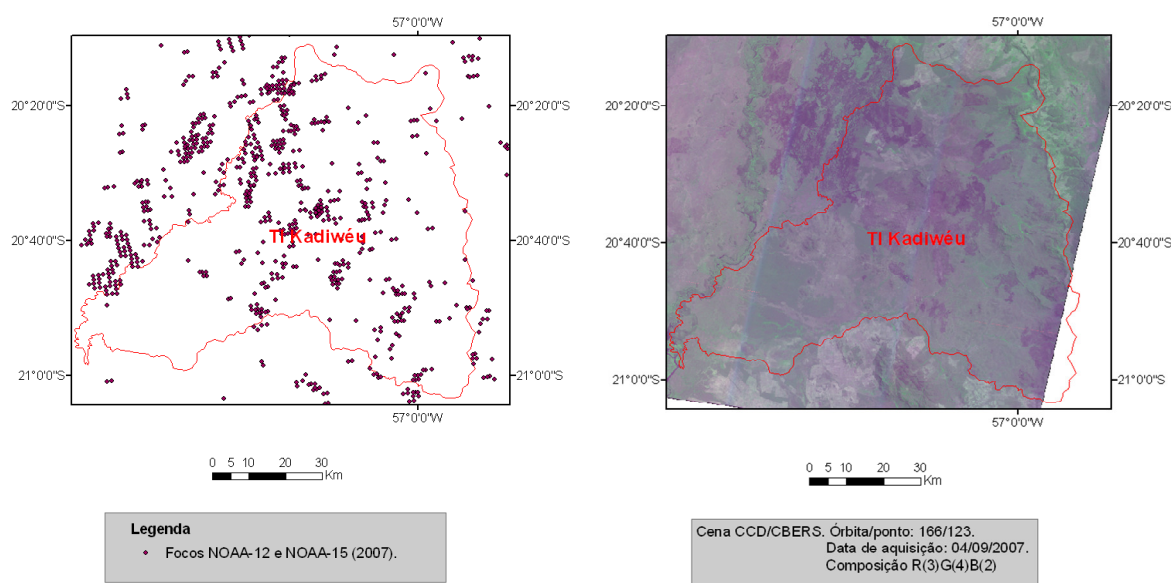 57°0'0"W
20°20'0"S
20°20'0"S
20°40'0"S
20°40'0"S
21°0'0"S
21°0'0"S
57°0'0"W
TI Kadiwéu
0 5 10 20 30
Km
Legenda
Focos NOAA-12 e NOAA-15 (2007).
57°0'0"W
20°20'0"S
20°20'0"S
20°40'0"S
20°40'0"S
21°0'0"S
21°0'0"S
57°0'0"W
TI Kadiwéu
0 5 10 20 30
Km
Cena CCD/CBERS. Órbita/ponto: 166/123.
Data de aquisição: 04/09/2007.
Composição R(3)G(4)B(2)